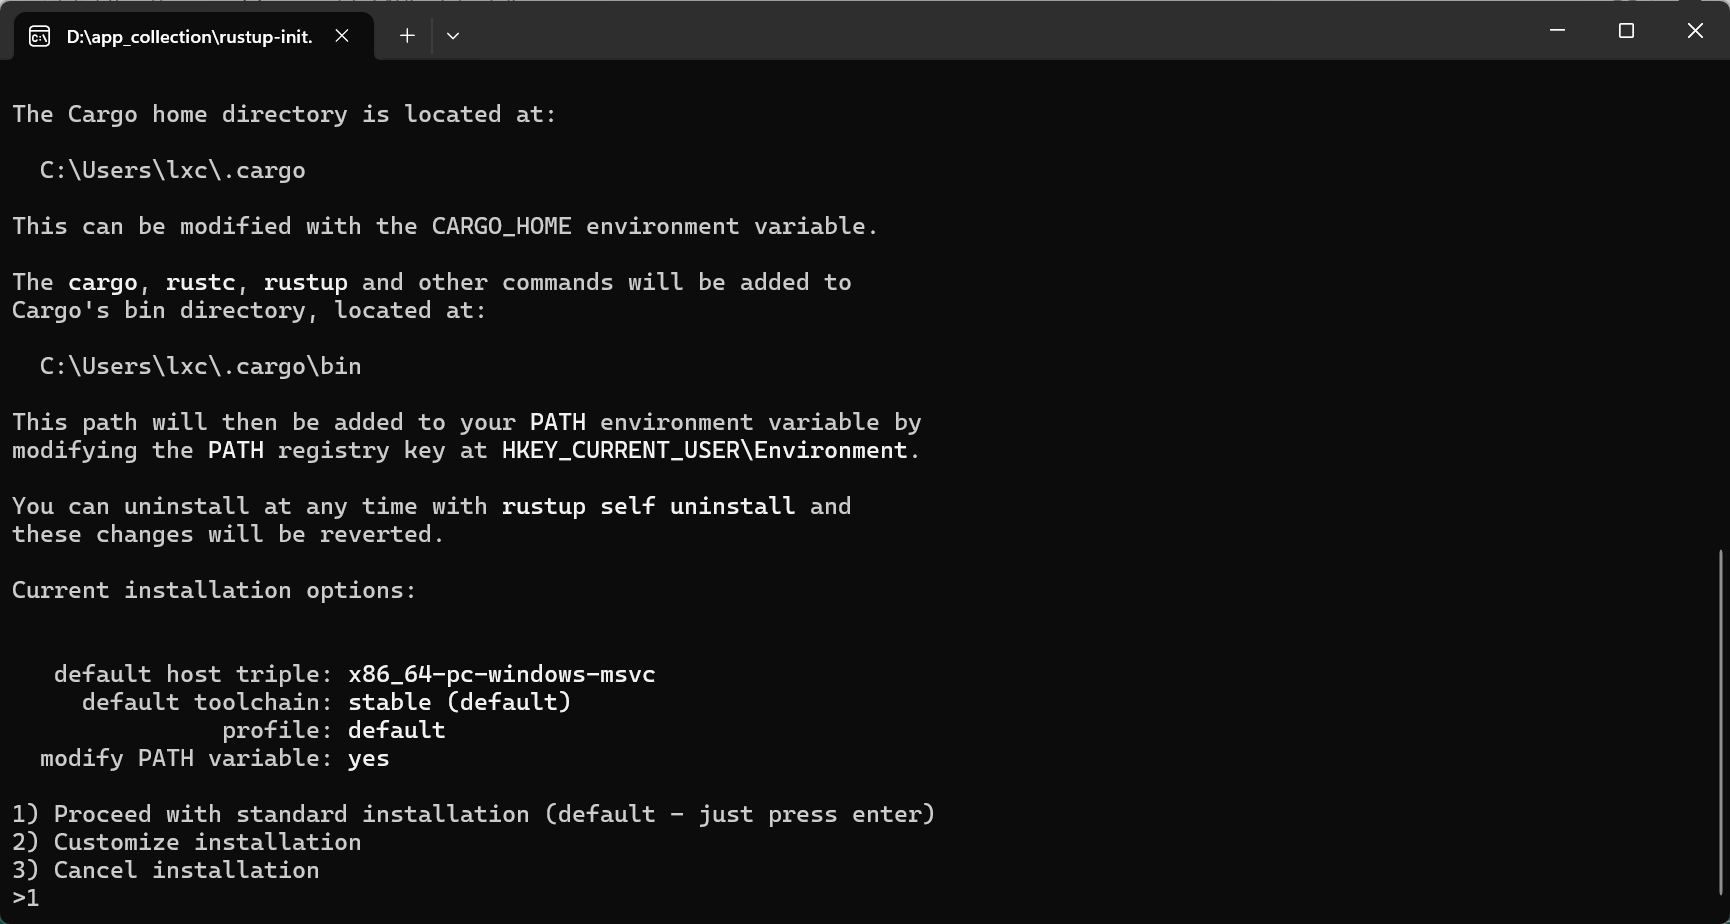 D:\app_collection\rustup-init.
The Cargo home directory is located at:
C:\Users\lxc\.cargo
This can be modified with the CARGO_HOME environment variable.
The cargo, rustc, rustup and other commands will be added to
Cargo's bin directory, located at:
C:\Users\lxc\.cargo\bin
This path will then be added to your PATH environment variable by
modifying the PATH registry key at HKEY_CURRENT_USER\Environment.
You can uninstall at any time with rustup self uninstall and
these changes will be reverted.
Current installation options:
default host triple: x86_64-pc-windows-msvc
default toolchain: stable (default)
profile: default
modify PATH variable: yes
1) Proceed with standard installation (default - just press enter)
2) Customize installation
3) Cancel installation
>1